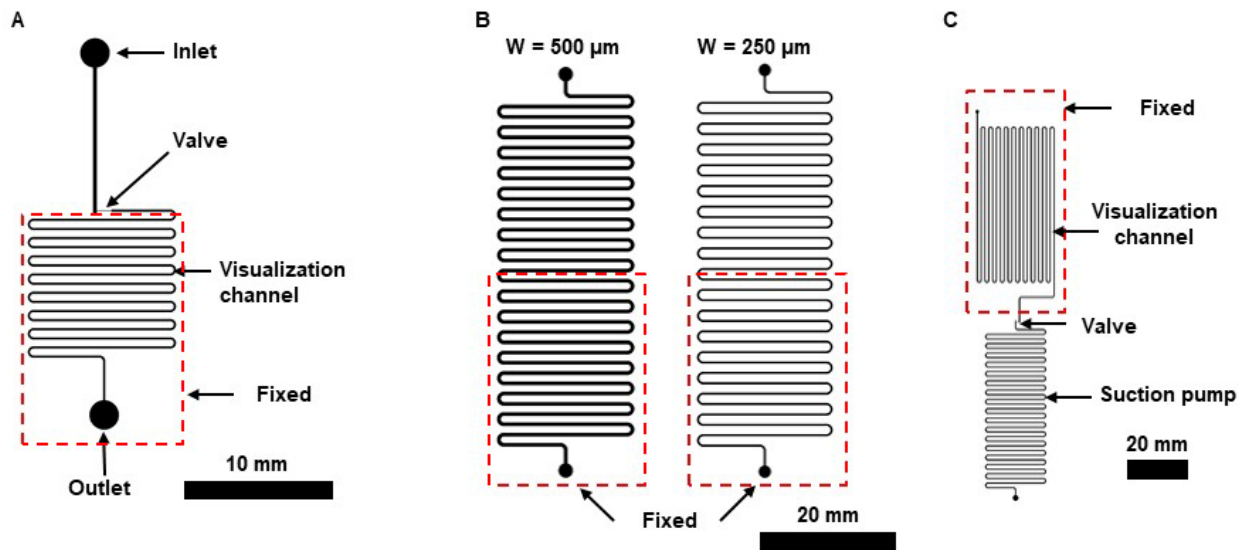 A
Inlet
Valve
Visualization
channel
Fixed
Outlet
10 mm
B
W = 500 µm
W = 250 µm
Fixed
20 mm
C
Fixed
Visualization
channel
Valve
Suction pump
20 mm